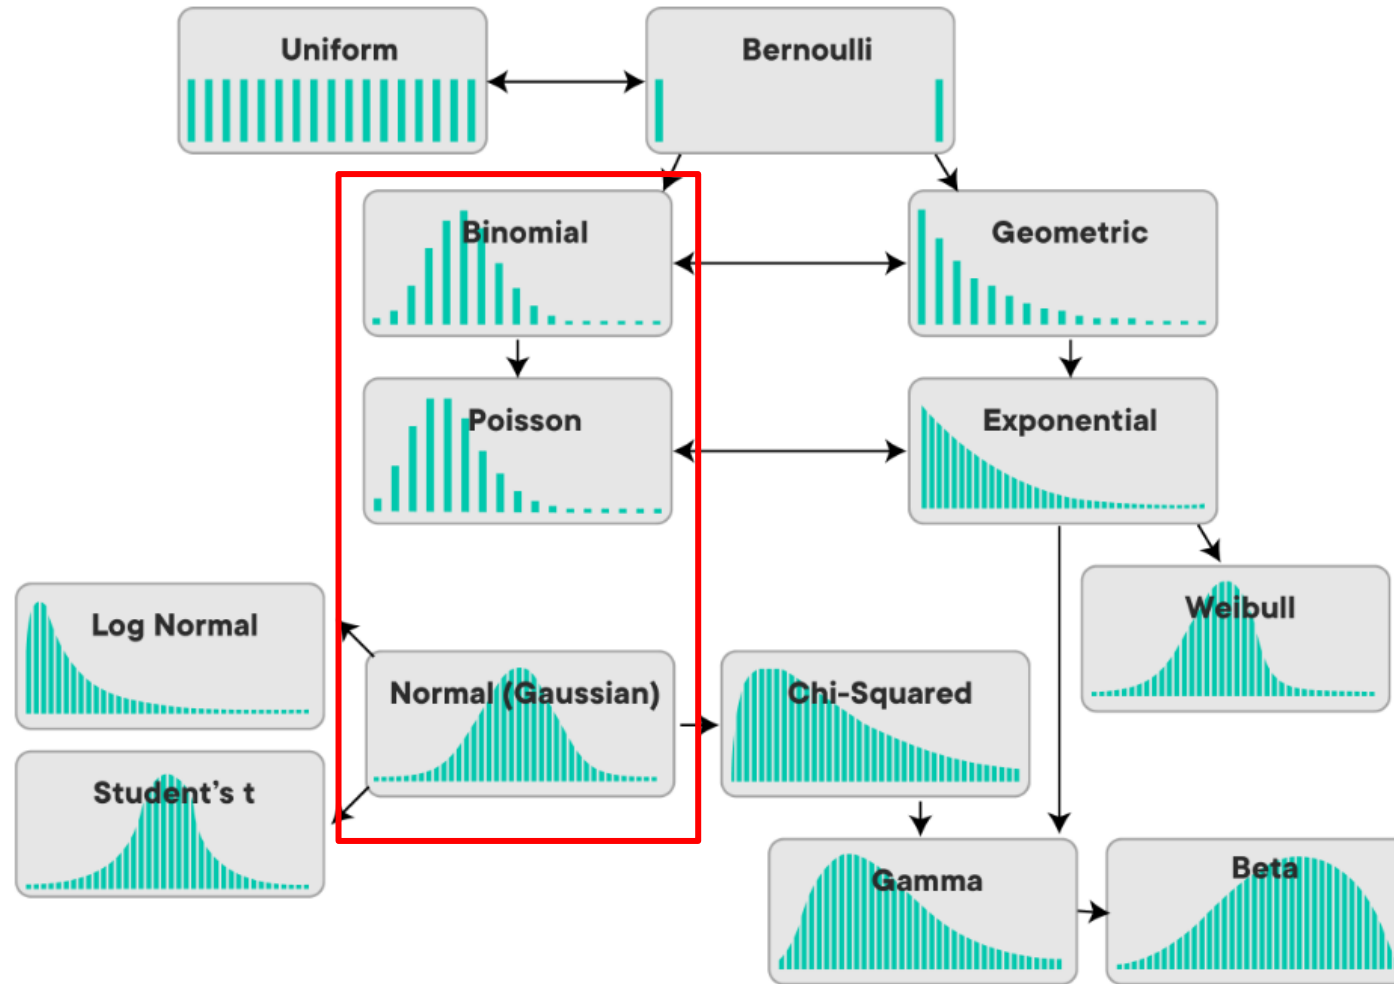 Uniform
Bernoulli
Binomial
Geometric
Poisson
Exponential
Log Normal
Weibull
Normal (Gaussian)
Chi-Squared
Student’s t
Gamma
Beta